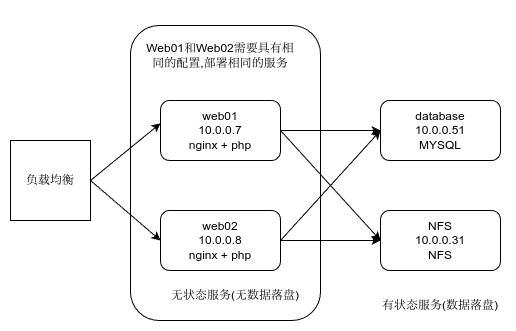 Web01和Web02需要具有相
同的配置,部署相同的服务
web01
10.0.0.7
nginx + php
database
10.0.0.51
MYSQL
负载均衡
web02
10.0.0.8
nginx + php
NFS
10.0.0.31
NFS
无状态服务(无数据落盘)
有状态服务(数据落盘)